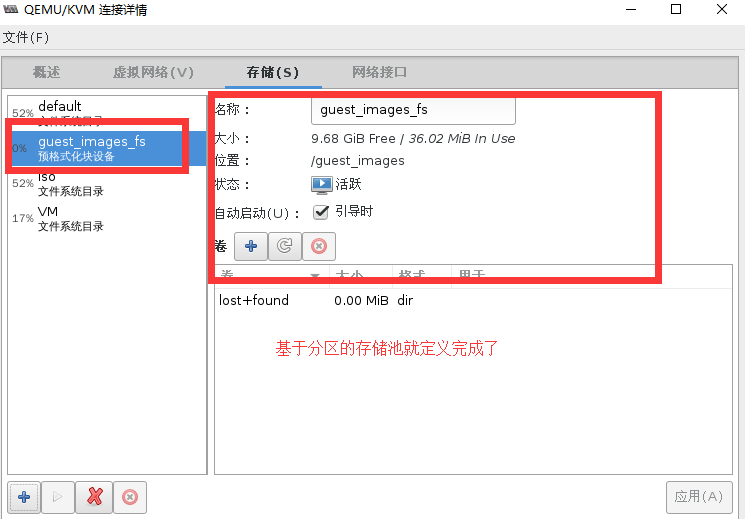 QEMU/KVM 连接详情
文件(F)
概述 虚拟网络(V) 存储(S) 网络接口
52% default
文件系统目录
0% guest_images_fs
预格式化块设备
52% iso
文件系统目录
17% VM
文件系统目录
名称： guest_images_fs
大小： 9.68 GiB Free / 36.02 MiB In Use
位置： /guest_images
状态： 活跃
自动启动(U)： 引导时
卷
卷 大小 格式 用于
lost+found 0.00 MiB dir
基于分区的存储池就定义完成了
应用(A)